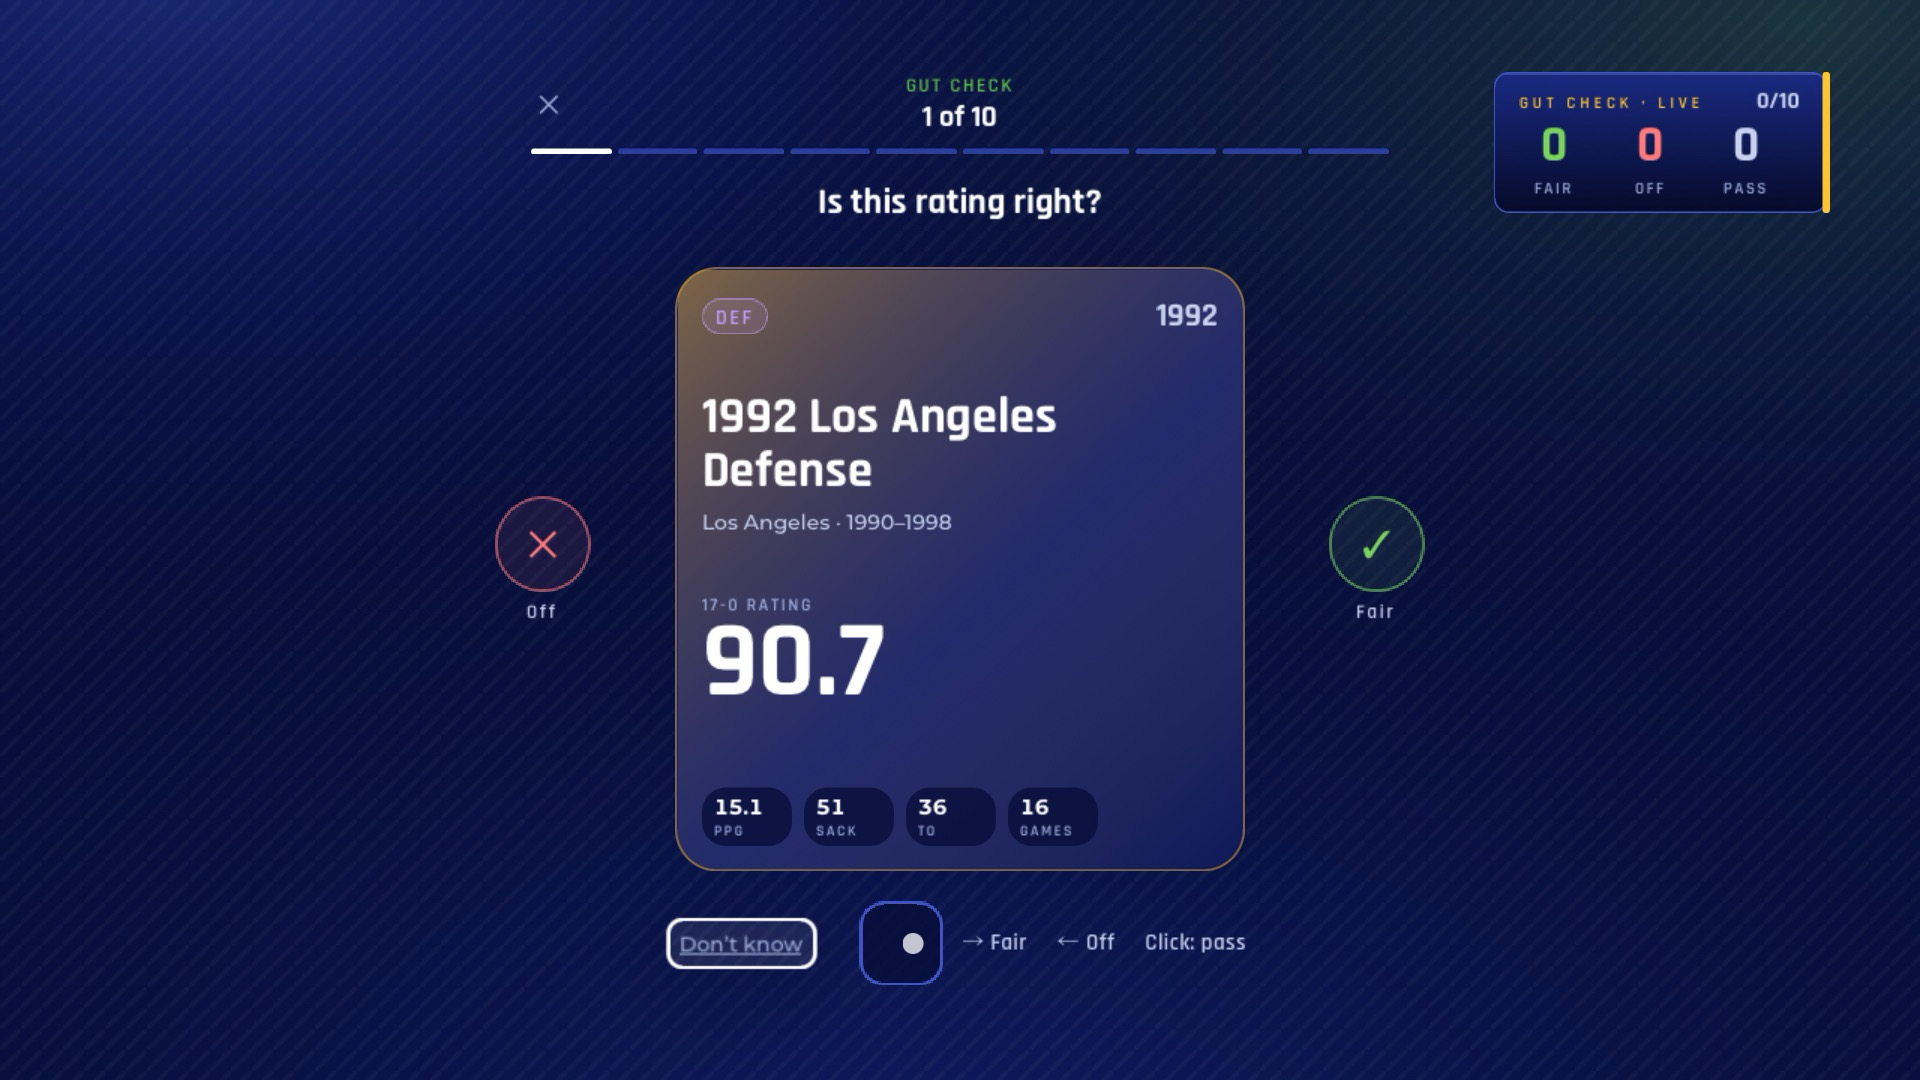 GUT CHECK
1 of 10
GUT CHECK · LIVE 0/10
0 0 0
FAIR OFF PASS
Is this rating right?
DEF 1992
1992 Los Angeles
Defense
Los Angeles · 1990–1998
Off
Fair
17-0 RATING
90.7
15.1 51 36 16
PPG SACK TO GAMES
Don't know → Fair ← Off Click: pass